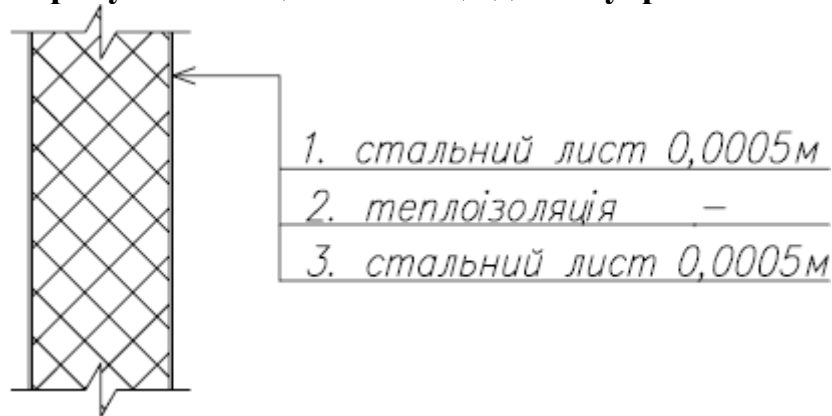 1. стальний лист 0,0005м
2. теплоізоляція –
3. стальний лист 0,0005м